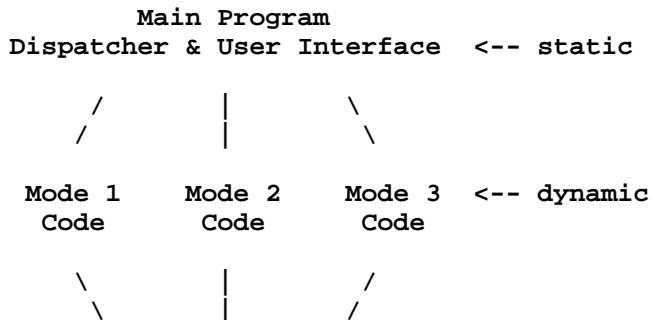 Main Program
Dispatcher & User Interface <-- static
/ | \
/ | \
Mode 1 Mode 2 Mode 3 <-- dynamic
Code Code Code
\ | /
\ | /